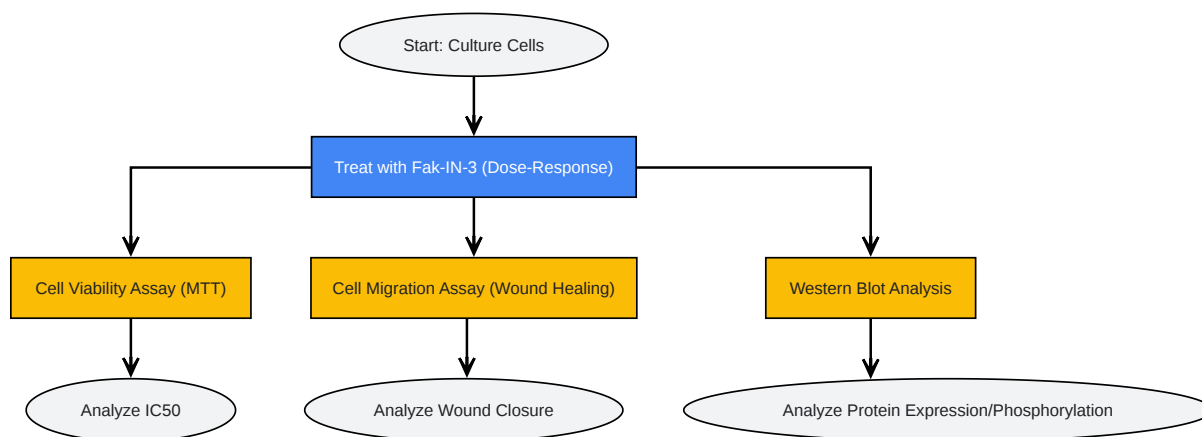 Start: Culture Cells
Treat with Fak-IN-3 (Dose-Response)
Cell Viability Assay (MTT)
Cell Migration Assay (Wound Healing)
Western Blot Analysis
Analyze IC50
Analyze Wound Closure
Analyze Protein Expression/Phosphorylation